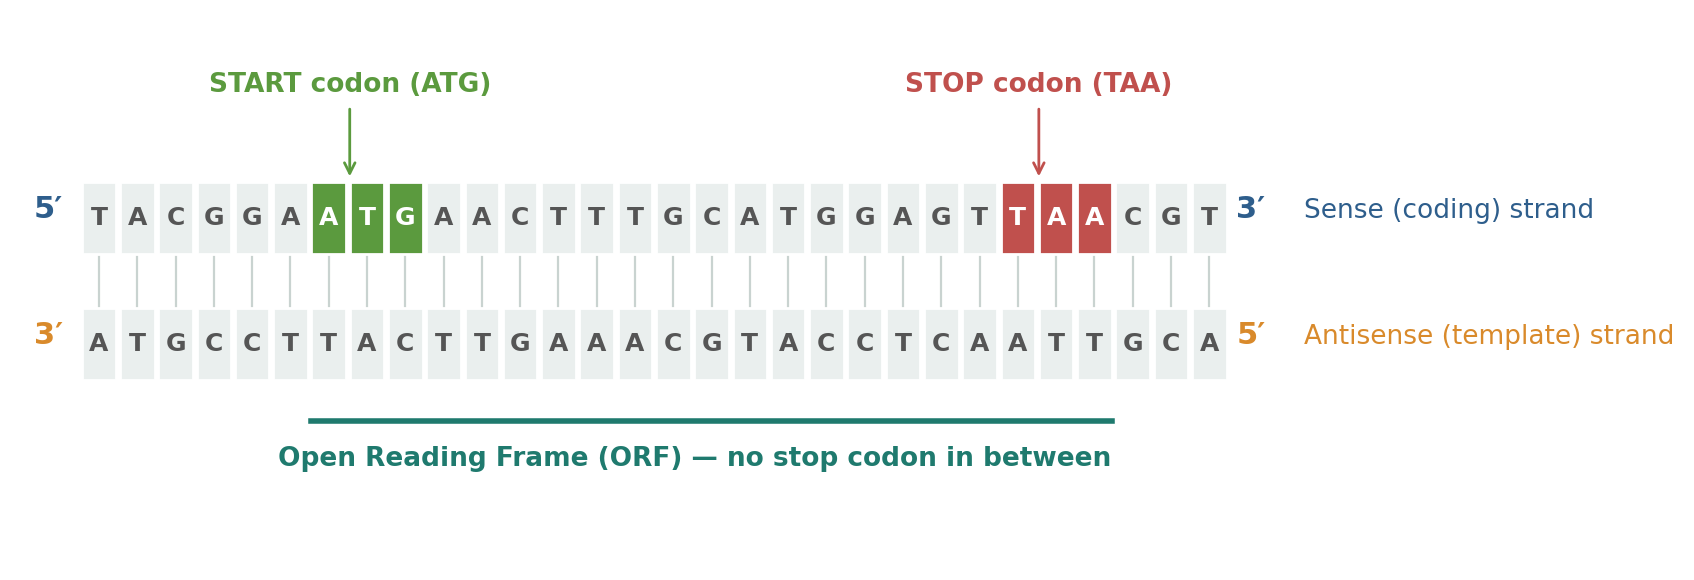 START codon (ATG) STOP codon (TAA)
5′ T A C G G A A T G A A C T T T G C A T G G A G T T A A C G T 3′ Sense (coding) strand
3′ A T G C C T T A C T T G A A A C G T A C C T C A A T T G C A 5′ Antisense (template) strand
Open Reading Frame (ORF) — no stop codon in between